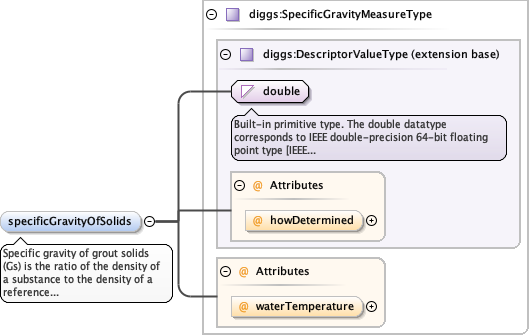 diggs:SpecificGravityMeasureType
diggs:DescriptorValueType (extension base)
double
Built-in primitive type. The double datatype
corresponds to IEEE double-precision 64-bit floating
point type [IEEE...
@ Attributes
@ howDetermined
specificGravityOfSolids
Specific gravity of grout solids
(Gs) is the ratio of the density of
a substance to the density of a
reference...
@ Attributes
@ waterTemperature